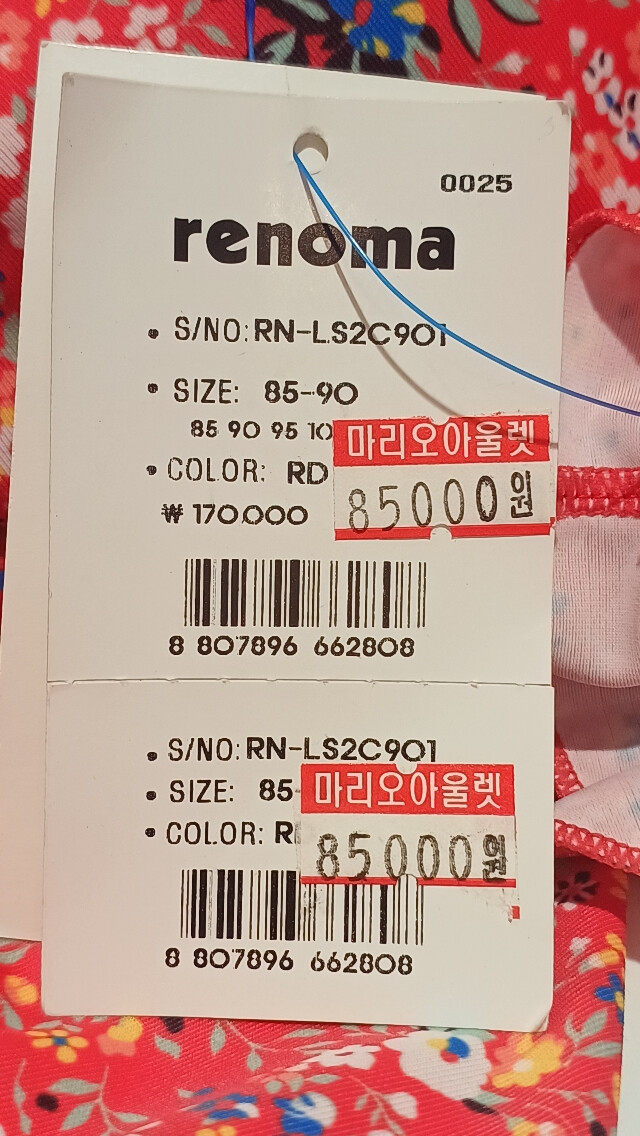 0025
renoma
• S/NO: RN-LS2C901
• SIZE: 85-90
85 90 95 10
마리오아울렛
• COLOR: RD
85000원
₩ 170.000
8 807896 662808
• S/NO: RN-LS2C901
• SIZE: 85-
마리오아울렛
• COLOR: R
85000원
8 807896 662808